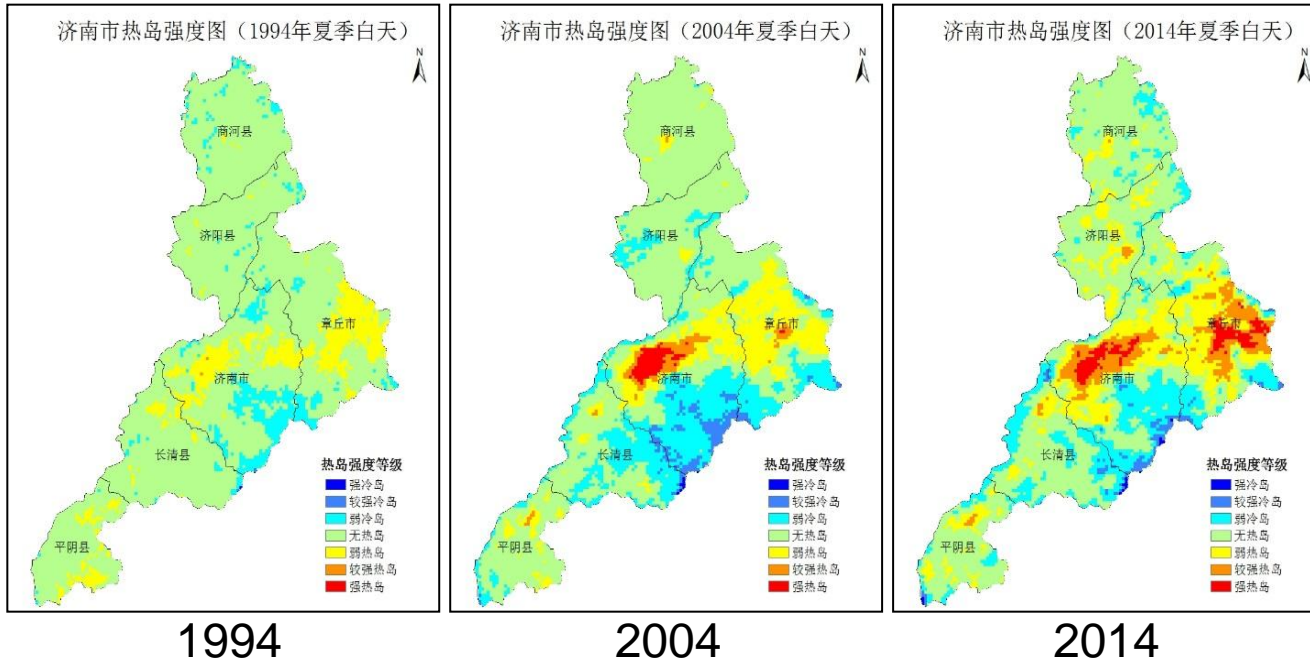 济南市热岛强度图（1994年夏季白天）
N
商河县
济阳县
章丘市
济南市
长清县
平阴县
热岛强度等级
强冷岛
较强冷岛
弱冷岛
无热岛
弱热岛
较强热岛
强热岛
1994
济南市热岛强度图（2004年夏季白天）
N
商河县
济阳县
章丘市
济南市
长清县
平阴县
热岛强度等级
强冷岛
较强冷岛
弱冷岛
无热岛
弱热岛
较强热岛
强热岛
2004
济南市热岛强度图（2014年夏季白天）
N
商河县
济阳县
章丘市
济南市
长清县
平阴县
热岛强度等级
强冷岛
较强冷岛
弱冷岛
无热岛
弱热岛
较强热岛
强热岛
2014